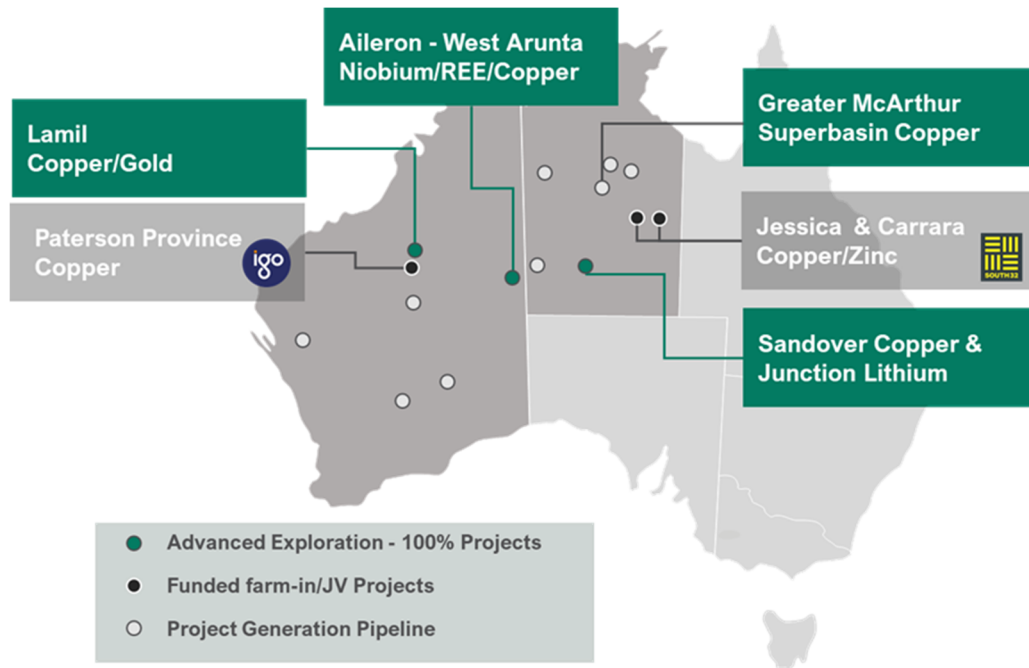 Aileron - West Arunta
Niobium/REE/Copper
Greater McArthur
Superbasin Copper
Lamil
Copper/Gold
Paterson Province
Copper
igo
Jessica & Carrara
Copper/Zinc
SOUTH32
Sandover Copper &
Junction Lithium
Advanced Exploration - 100% Projects
Funded farm-in/JV Projects
Project Generation Pipeline